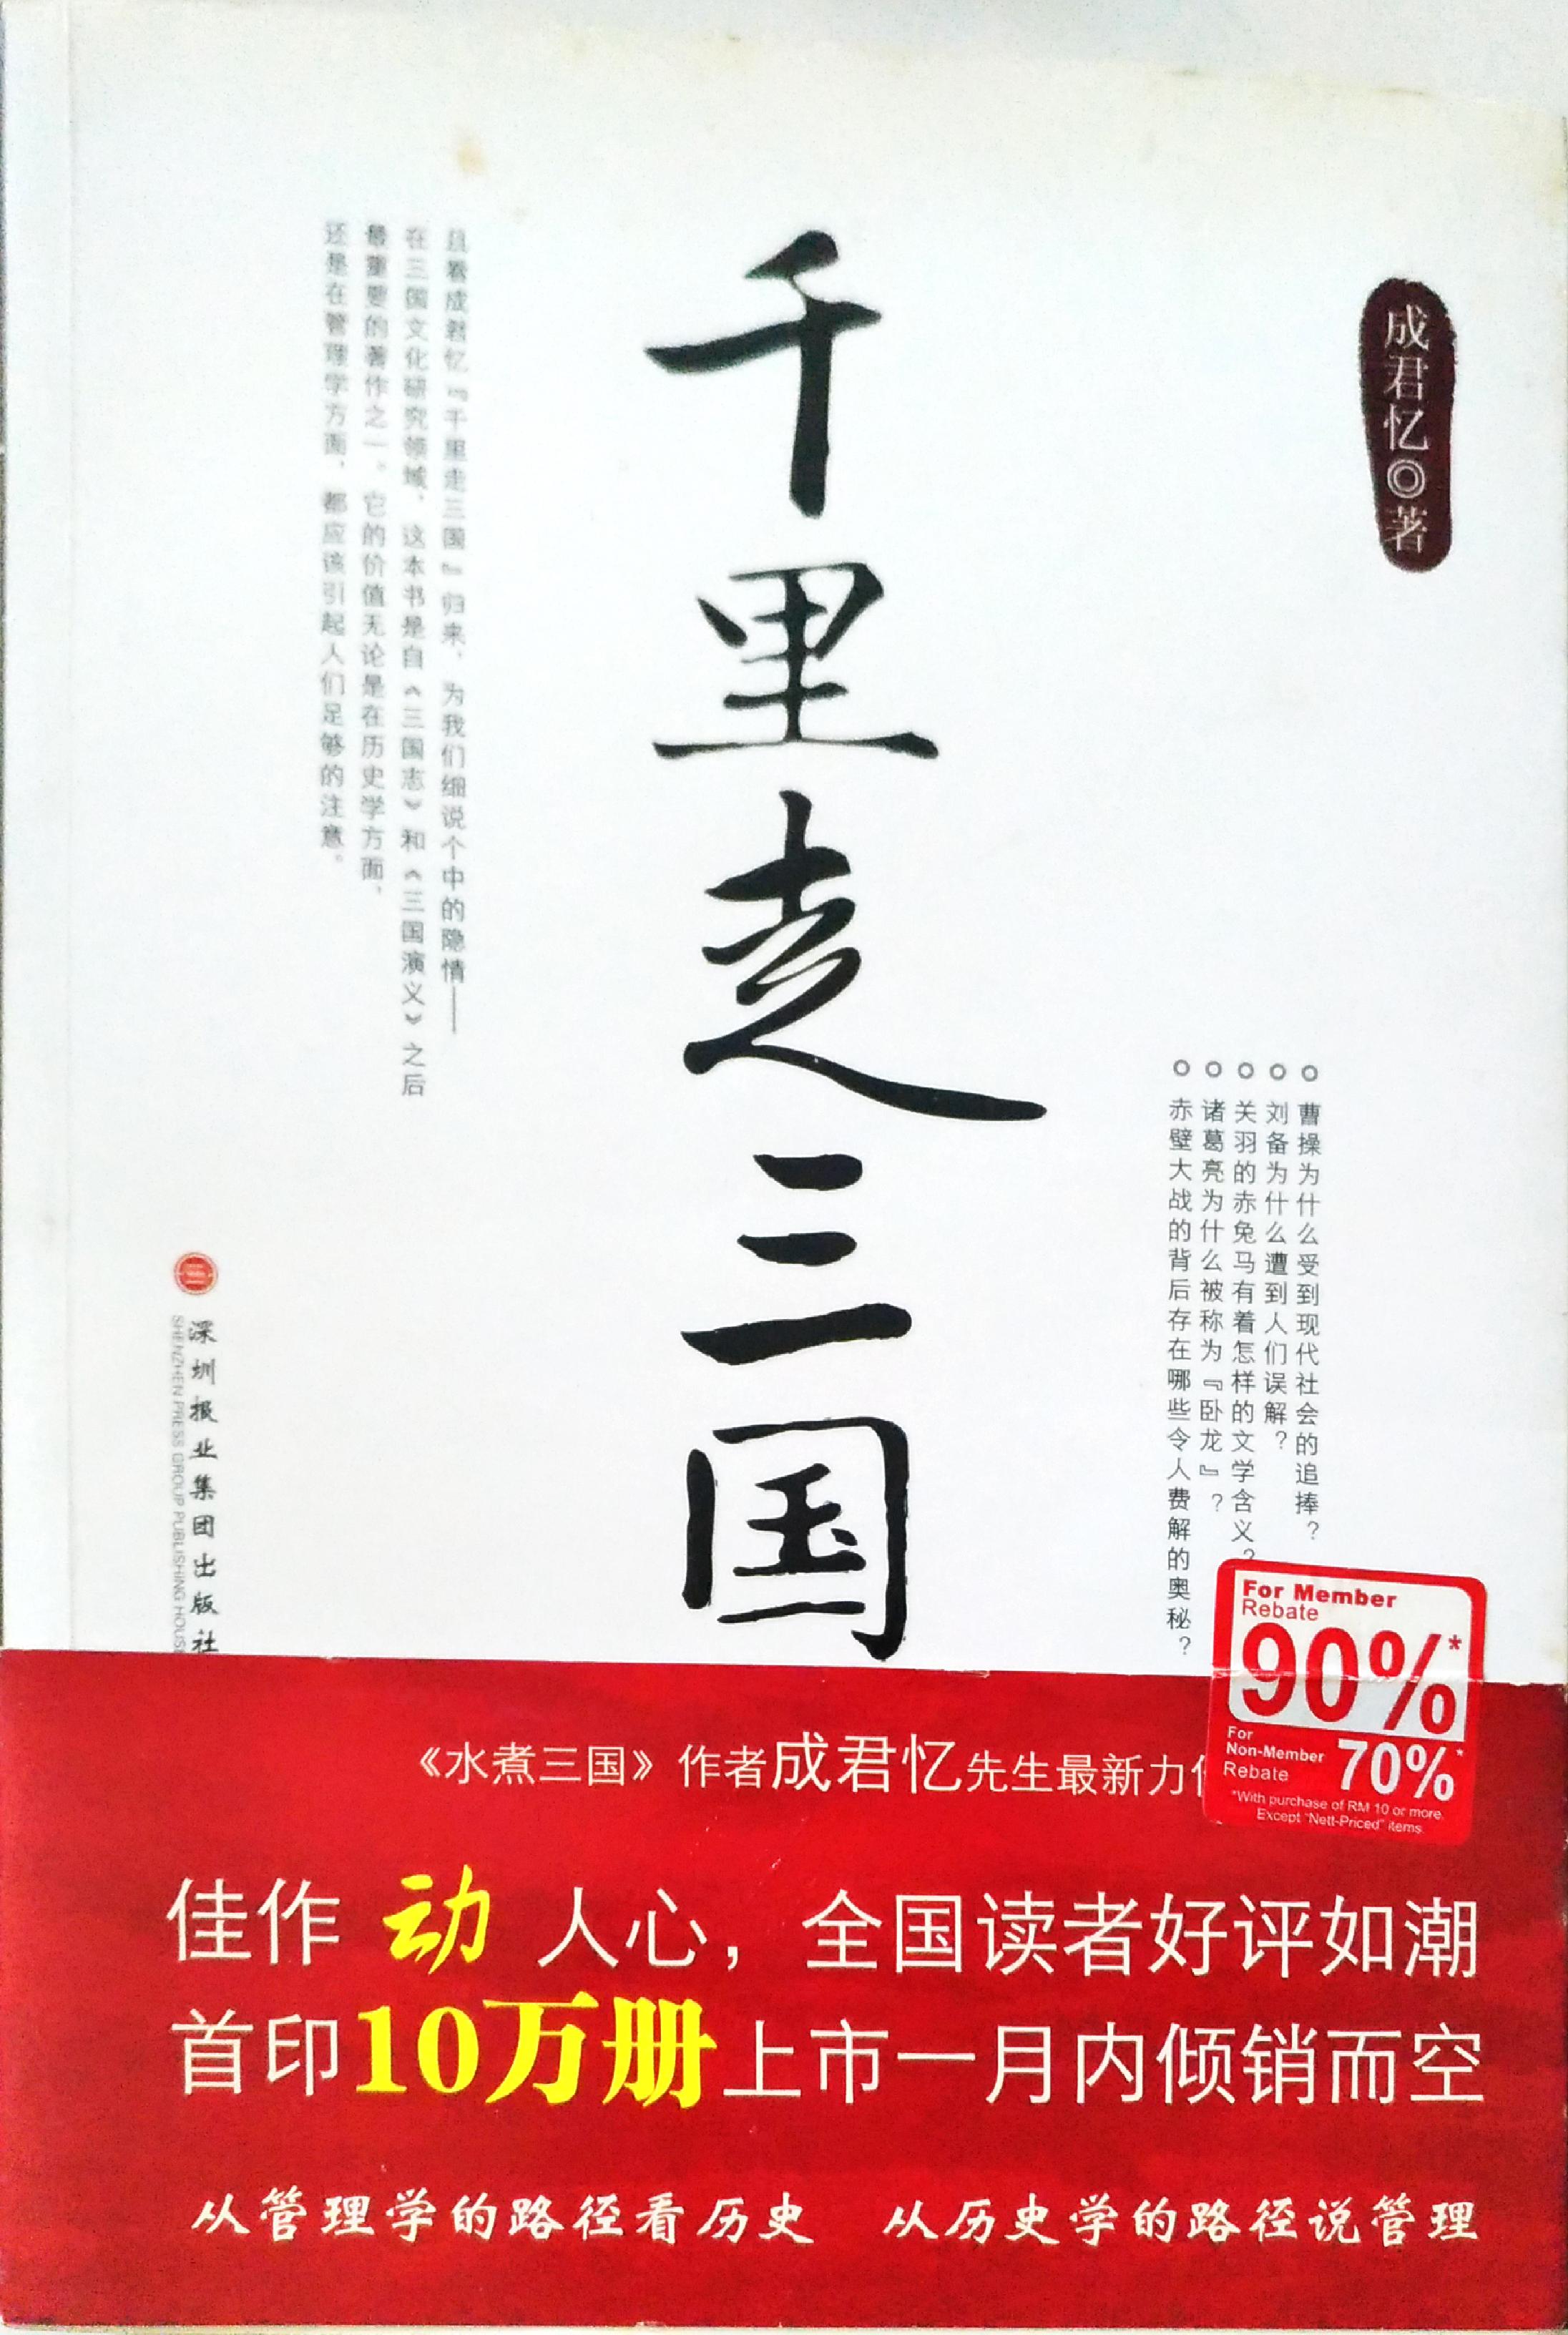 成君忆◎著
千里走三国
且看成君忆『千里走三国』归来，为我们细说个中的隐情——
在三国文化研究领域，这本书是自《三国志》和《三国演义》之后
最重要的著作之一。它的价值无论是在历史学方面，
还是在管理学方面，都应该引起人们足够的注意。
○曹操为什么受到现代社会的追捧？
○刘备为什么遭到人们误解？
○关羽的赤兔马有着怎样的文学含义？
○诸葛亮为什么被称为『卧龙』？
○赤壁大战的背后存在哪些令人费解的奥秘？
深圳报业集团出版社
SHENZHEN PRESS GROUP PUBLISHING HOUSE
For Member
Rebate
90%*
For
Non-Member
Rebate
70%*
*With purchase of RM 10 or more.
Except "Nett-Priced" items.
《水煮三国》作者成君忆先生最新力
佳作动人心，全国读者好评如潮
首印10万册上市一月内倾销而空
从管理学的路径看历史 从历史学的路径说管理